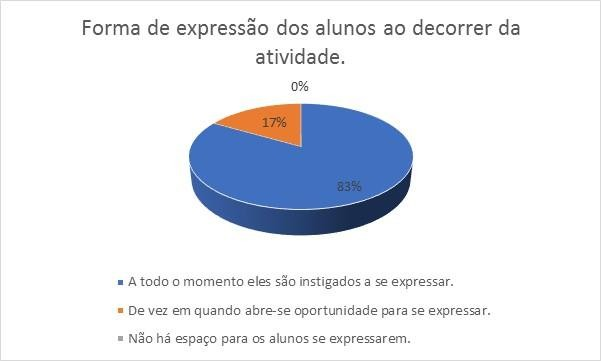 Forma de expressão dos alunos ao decorrer da
atividade.
0%
17%
83%
A todo o momento eles são instigados a se expressar.
De vez em quando abre-se oportunidade para se expressar.
Não há espaço para os alunos se expressarem.